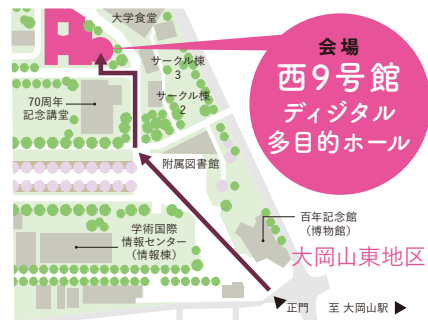 大学食堂
会場
西9号館
ディジタル
多目的ホール
サークル棟
3
サークル棟
2
70周年
記念講堂
附属図書館
百年記念館
(博物館)
大岡山東地区
学術国際
情報センター
(情報棟)
正門
至 大岡山駅 ▶